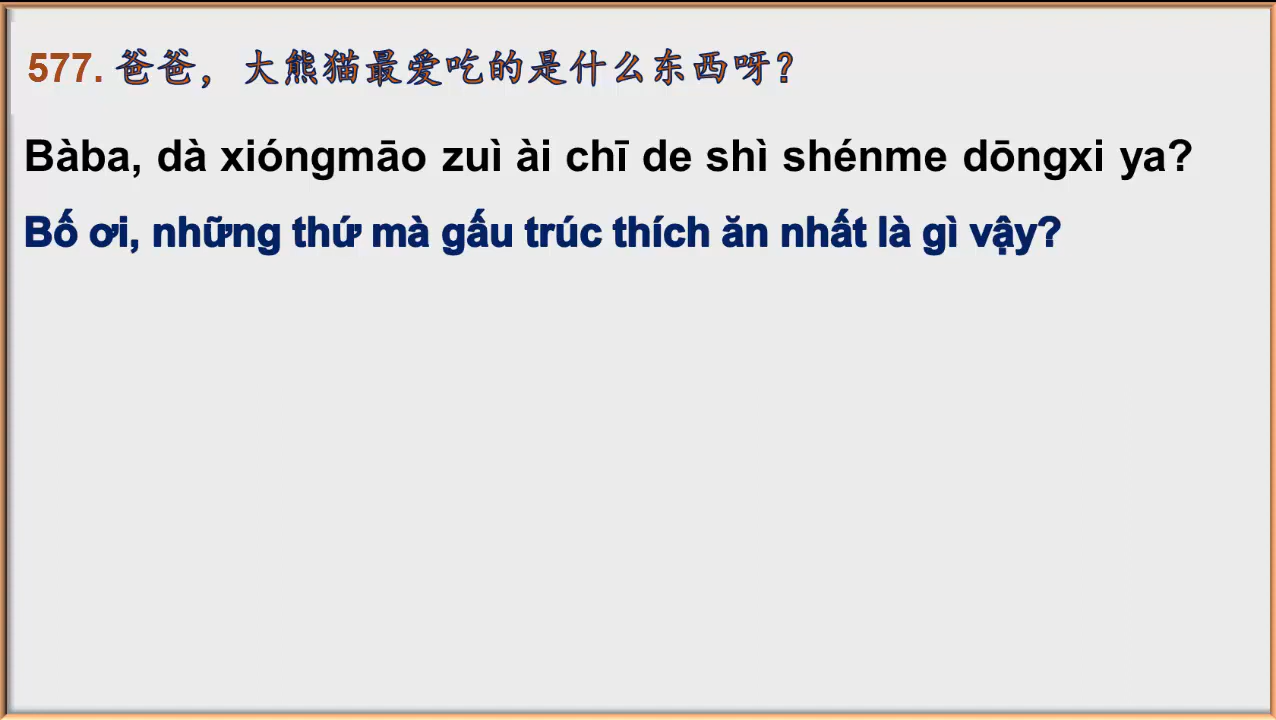 577. 爸爸，大熊猫最爱吃的是什么东西呀？
Bàba, dà xióngmāo zuì ài chī de shì shénme dōngxi ya?
Bố ơi, những thứ mà gấu trúc thích ăn nhất là gì vậy?